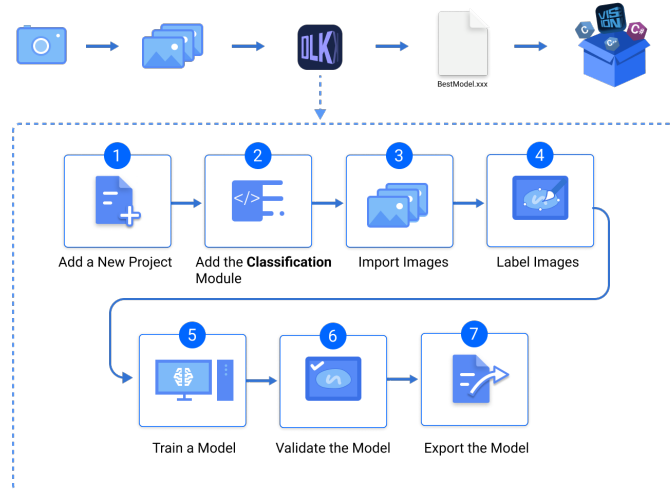 DLK
BestModel.xxx
VISION
C
C#
1
2
3
4
</>
Add a New Project
Add the Classification
Module
Import Images
Label Images
5
6
7
Train a Model
Validate the Model
Export the Model